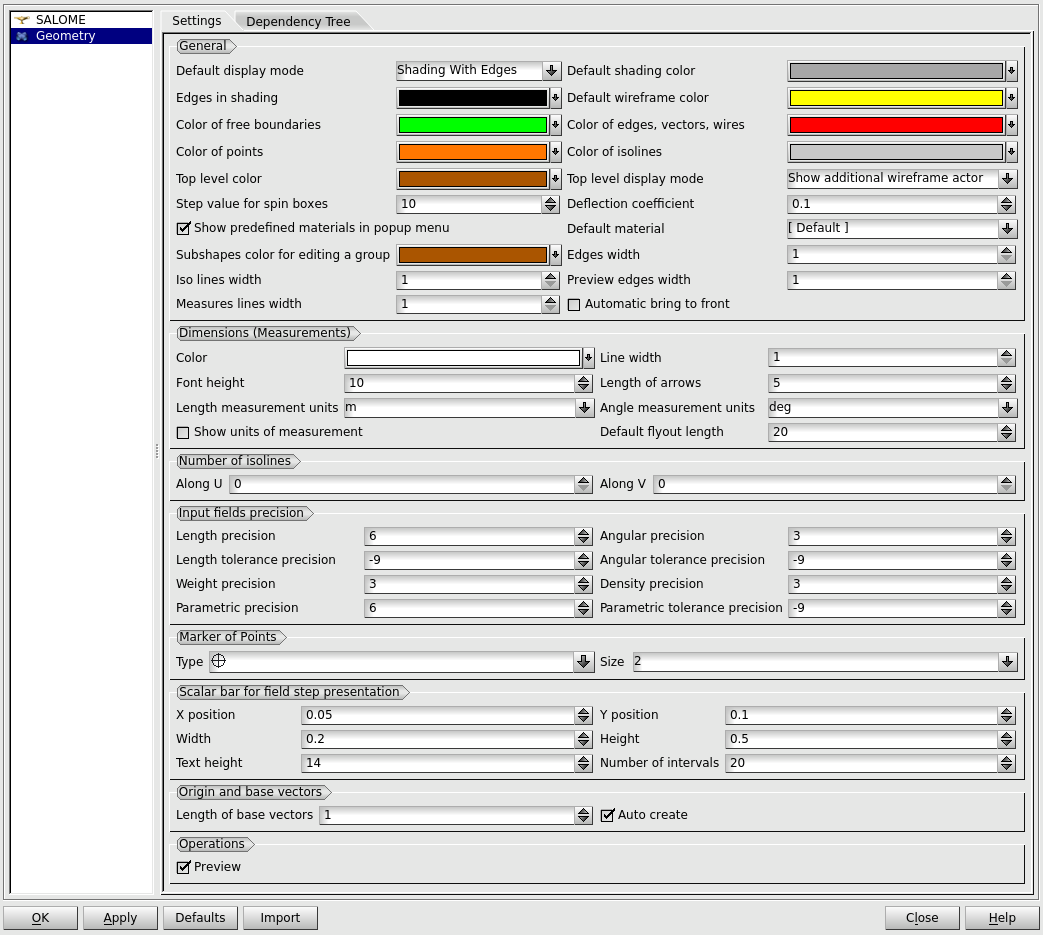 SALOME
Geometry
Settings
Dependency Tree
General
Default display mode Shading With Edges Default shading color
Edges in shading Default wireframe color
Color of free boundaries Color of edges, vectors, wires
Color of points Color of isolines
Top level color Top level display mode Show additional wireframe actor
Step value for spin boxes 10 Deflection coefficient 0.1
Show predefined materials in popup menu Default material [ Default ]
Subshapes color for editing a group Edges width 1
Iso lines width 1 Preview edges width 1
Measures lines width 1 Automatic bring to front
Dimensions (Measurements)
Color Line width 1
Font height 10 Length of arrows 5
Length measurement units m Angle measurement units deg
Show units of measurement Default flyout length 20
Number of isolines
Along U 0 Along V 0
Input fields precision
Length precision 6 Angular precision 3
Length tolerance precision -9 Angular tolerance precision -9
Weight precision 3 Density precision 3
Parametric precision 6 Parametric tolerance precision -9
Marker of Points
Type Size 2
Scalar bar for field step presentation
X position 0.05 Y position 0.1
Width 0.2 Height 0.5
Text height 14 Number of intervals 20
Origin and base vectors
Length of base vectors 1 Auto create
Operations
Preview
OK Apply Defaults Import Close Help